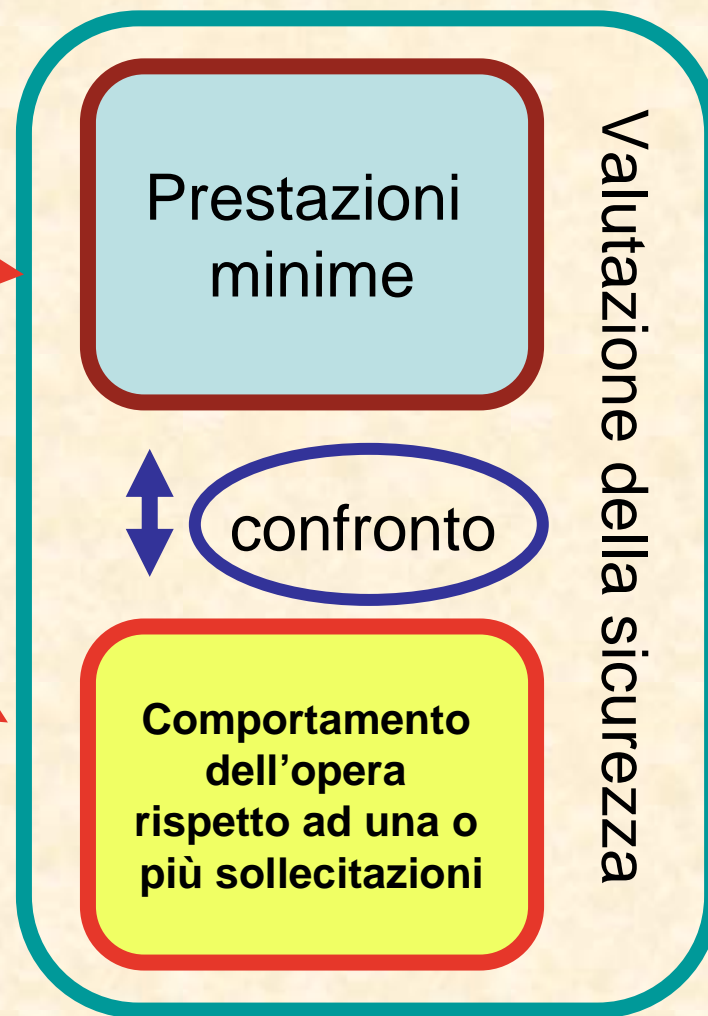 Prestazioni
minime
confronto
Comportamento
dell’opera
rispetto ad una o
più sollecitazioni
Valutazione della sicurezza